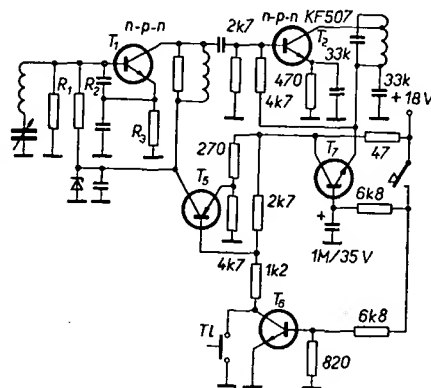 n-p-n
T1
2k7
n-p-n
KF507
T2
R1
R2
R3
470
4k7
33k
33k
+ 18 V
270
T5
2k7
T7
47
4k7
+
1M/35 V
6k8
1k2
Tl
T6
6k8
820